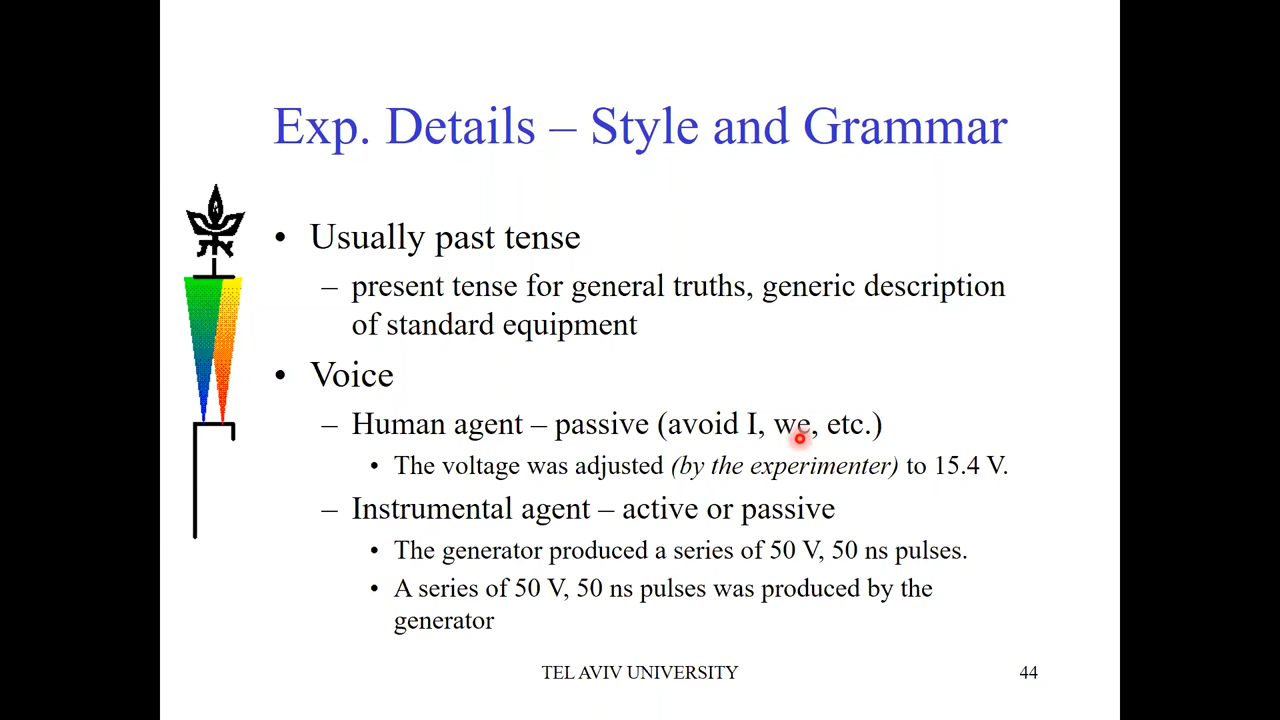 Exp. Details – Style and Grammar
• Usually past tense
– present tense for general truths, generic description
of standard equipment
• Voice
– Human agent – passive (avoid I, we, etc.)
• The voltage was adjusted (by the experimenter) to 15.4 V.
– Instrumental agent – active or passive
• The generator produced a series of 50 V, 50 ns pulses.
• A series of 50 V, 50 ns pulses was produced by the
generator
TEL AVIV UNIVERSITY
44